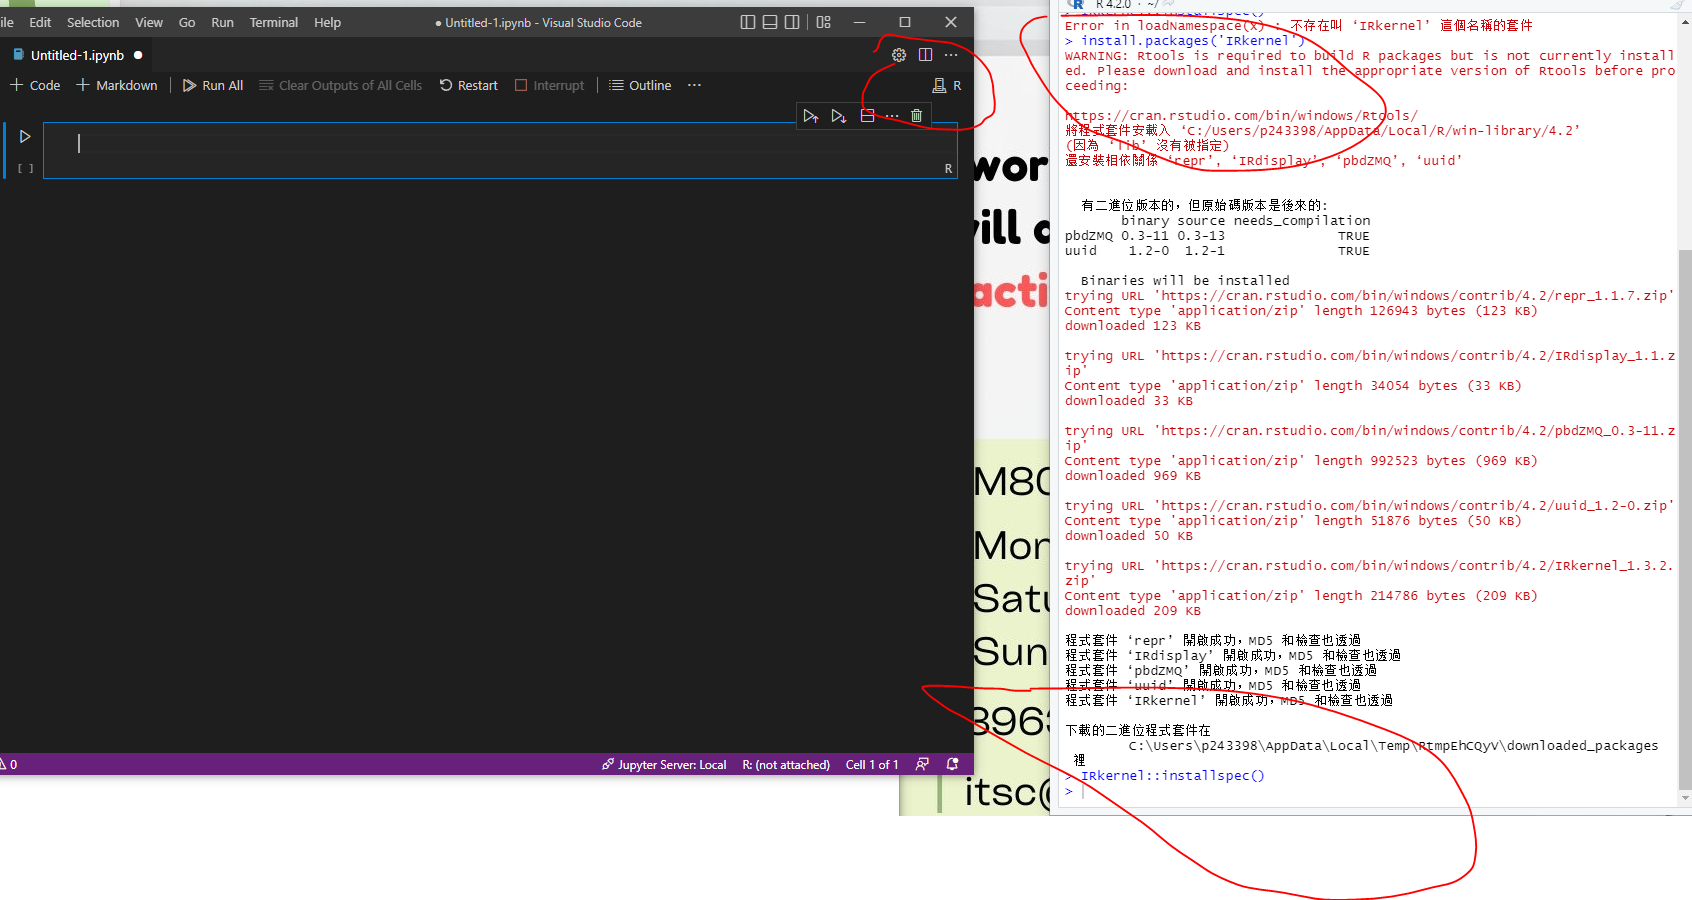 ile Edit Selection View Go Run Terminal Help
● Untitled-1.ipynb - Visual Studio Code
Untitled-1.ipynb ●
+ Code + Markdown Run All Clear Outputs of All Cells Restart Interrupt Outline ...
R
[ ]
R
0
Jupyter Server: Local R: (not attached) Cell 1 of 1
wor
ill
acti
M80
Mon
Satu
Sun
396
itsc@
R 4.2.0 · ~/
Error in loadNamespace(x) : 不存在叫 ‘IRkernel’ 這個名稱的套件
> install.packages('IRkernel')
WARNING: Rtools is required to build R packages but is not currently install
ed. Please download and install the appropriate version of Rtools before pro
ceeding:
https://cran.rstudio.com/bin/windows/Rtools/
將程式套件安載入 ‘C:/Users/p243398/AppData/Local/R/win-library/4.2’
(因為 ‘lib’ 沒有被指定)
還安裝相依關係 ‘repr’, ‘IRdisplay’, ‘pbdZMQ’, ‘uuid’
有二進位版本的，但原始碼版本是後來的:
binary source needs_compilation
pbdZMQ 0.3-11 0.3-13 TRUE
uuid 1.2-0 1.2-1 TRUE
Binaries will be installed
trying URL 'https://cran.rstudio.com/bin/windows/contrib/4.2/repr_1.1.7.zip'
Content type 'application/zip' length 126943 bytes (123 KB)
downloaded 123 KB
trying URL 'https://cran.rstudio.com/bin/windows/contrib/4.2/IRdisplay_1.1.z
ip'
Content type 'application/zip' length 34054 bytes (33 KB)
downloaded 33 KB
trying URL 'https://cran.rstudio.com/bin/windows/contrib/4.2/pbdZMQ_0.3-11.z
ip'
Content type 'application/zip' length 992523 bytes (969 KB)
downloaded 969 KB
trying URL 'https://cran.rstudio.com/bin/windows/contrib/4.2/uuid_1.2-0.zip'
Content type 'application/zip' length 51876 bytes (50 KB)
downloaded 50 KB
trying URL 'https://cran.rstudio.com/bin/windows/contrib/4.2/IRkernel_1.3.2.
zip'
Content type 'application/zip' length 214786 bytes (209 KB)
downloaded 209 KB
程式套件 ‘repr’ 開啟成功，MD5 和檢查也透過
程式套件 ‘IRdisplay’ 開啟成功，MD5 和檢查也透過
程式套件 ‘pbdZMQ’ 開啟成功，MD5 和檢查也透過
程式套件 ‘uuid’ 開啟成功，MD5 和檢查也透過
程式套件 ‘IRkernel’ 開啟成功，MD5 和檢查也透過
下載的二進位程式套件在
C:\Users\p243398\AppData\Local\Temp\RtmpEhCQyV\downloaded_packages
裡
> IRkernel::installspec()
>